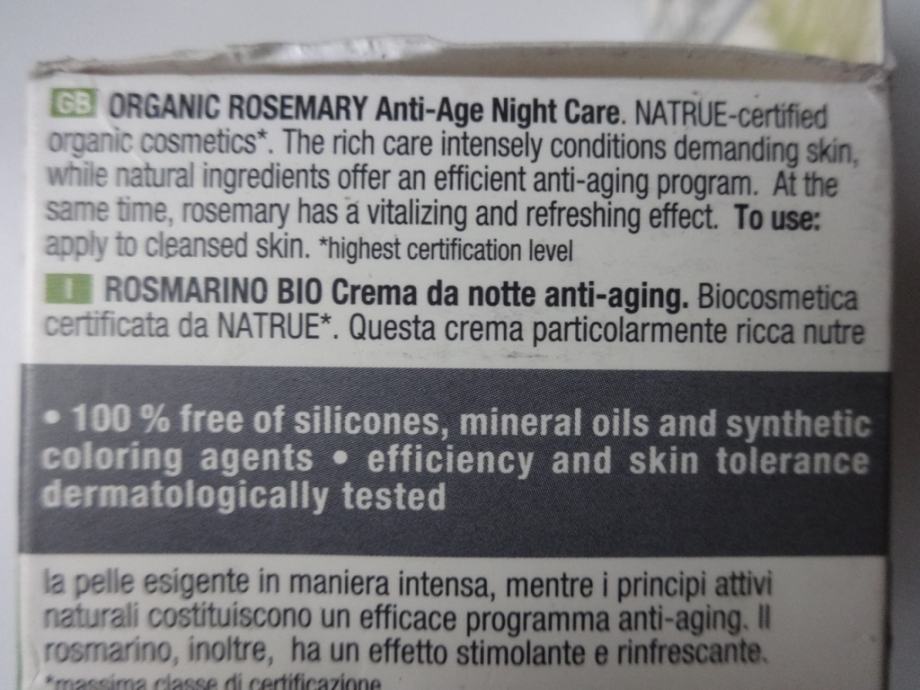 GB ORGANIC ROSEMARY Anti-Age Night Care. NATRUE-certified
organic cosmetics*. The rich care intensely conditions demanding skin,
while natural ingredients offer an efficient anti-aging program. At the
same time, rosemary has a vitalizing and refreshing effect. To use:
apply to cleansed skin. *highest certification level
I ROSMARINO BIO Crema da notte anti-aging. Biocosmetica
certificata da NATRUE*. Questa crema particolarmente ricca nutre
• 100 % free of silicones, mineral oils and synthetic
coloring agents • efficiency and skin tolerance
dermatologically tested
la pelle esigente in maniera intensa, mentre i principi attivi
naturali costituiscono un efficace programma anti-aging. Il
rosmarino, inoltre, ha un effetto stimolante e rinfrescante.
*massima classe di certificazione